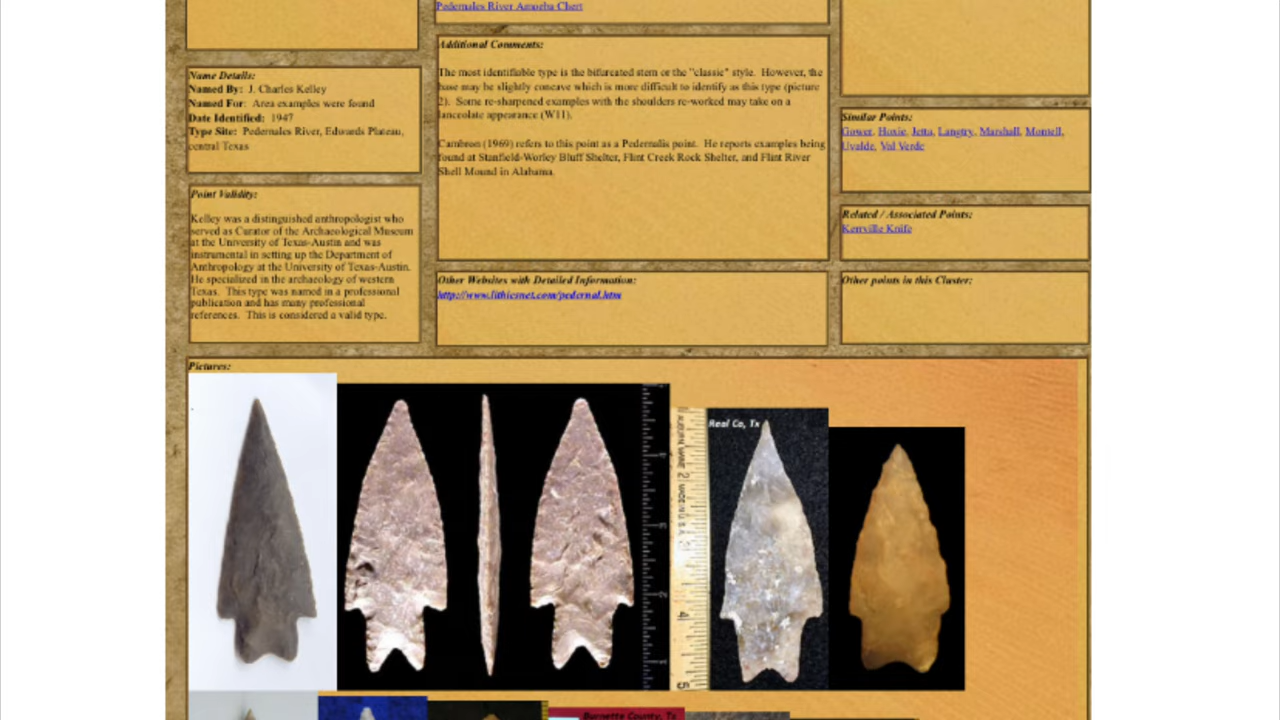 Pedernales River Amoeba Chert
Name Details:
Named By: J. Charles Kelley
Named For: Area examples were found
Date Identified: 1947
Type Site: Pedernales River, Edwards Plateau,
central Texas
Point Validity:
Kelley was a distinguished anthropologist who
served as Curator of the Archaeological Museum
at the University of Texas-Austin and was
instrumental in setting up the Department of
Anthropology at the University of Texas-Austin.
He specialized in the archaeology of western
Texas. This type was named in a professional
publication and has many professional
references. This is considered a valid type.
Additional Comments:
The most identifiable type is the bifurcated stem or the "classic" style. However, the
base may be slightly concave which is more difficult to identify as this type (picture
2). Some re-sharpened examples with the shoulders re-worked may take on a
lanceolate appearance (W11).
Cambron (1969) refers to this point as a Pedernalis point. He reports examples being
found at Stanfield-Worley Bluff Shelter, Flint Creek Rock Shelter, and Flint River
Shell Mound in Alabama.
Other Websites with Detailed Information:
http://www.lithicsnet.com/pedernal.htm
Similar Points:
Gower, Hoxie, Jetta, Langtry, Marshall, Montell,
Uvalde, Val Verde
Related / Associated Points:
Kerrville Knife
Other points in this Cluster:
Pictures:
Real Co, Tx
2 MADE IN U.S.A.
4
5
Burnette County, Tx